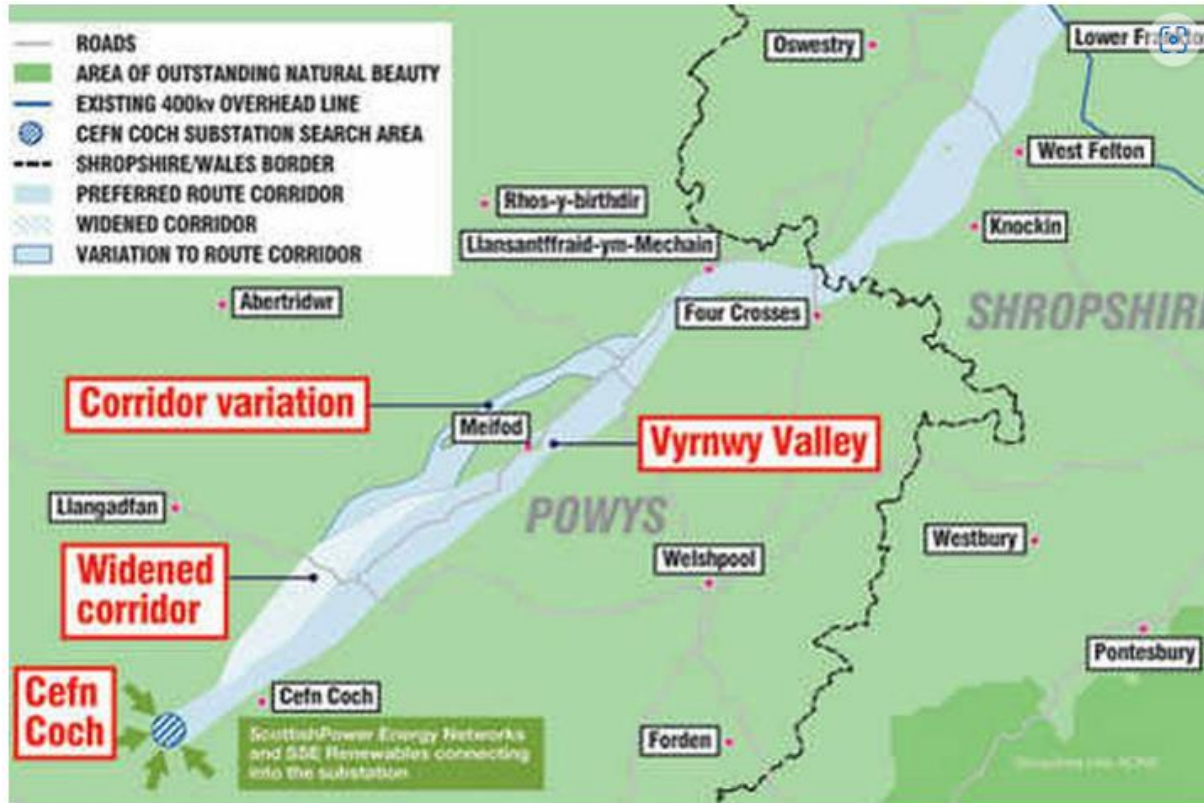 ROADS
AREA OF OUTSTANDING NATURAL BEAUTY
EXISTING 400kv OVERHEAD LINE
CEFN COCH SUBSTATION SEARCH AREA
SHROPSHIRE/WALES BORDER
PREFERRED ROUTE CORRIDOR
WIDENED CORRIDOR
VARIATION TO ROUTE CORRIDOR
Oswestry
Lower
West Felton
Rhos-y-birthdir
Knockin
Llansantffraid-ym-Mechain
Abertridwr
Four Crosses
SHROPSHIR
Corridor variation
Meifod
Vyrnwy Valley
Llangadfan
POWYS
Westbury
Welshpool
Widened
corridor
Pontesbury
Cefn
Coch
Cefn Coch
ScottishPower Energy Networks
and SSE Renewables connecting
into the substation
Forden